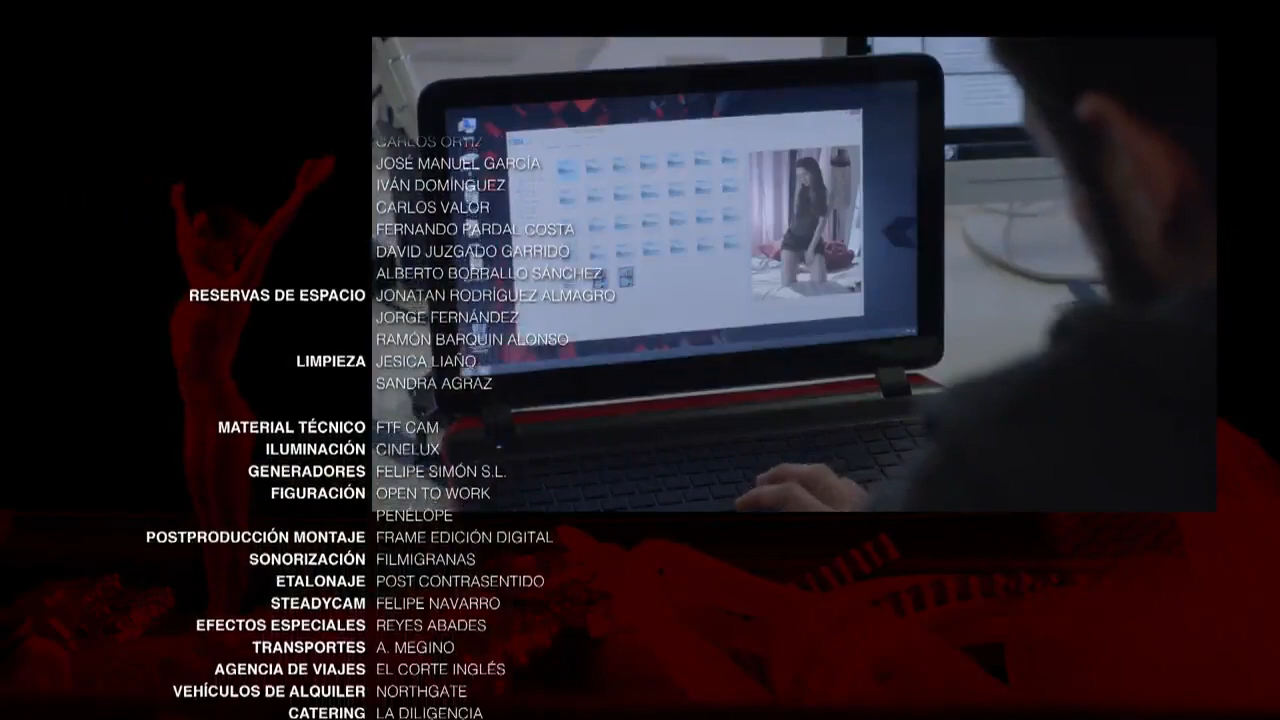 CARLOS ORTIZ
JOSÉ MANUEL GARCÍA
IVÁN DOMÍNGUEZ
CARLOS VALOR
FERNANDO PARDAL COSTA
DAVID JUZGADO GARRIDO
ALBERTO BORRALLO SÁNCHEZ
RESERVAS DE ESPACIO JONATAN RODRÍGUEZ ALMAGRO
JORGE FERNÁNDEZ
RAMÓN BARQUIN ALONSO
LIMPIEZA JESICA LIAÑO
SANDRA AGRAZ
MATERIAL TÉCNICO FTF CAM
ILUMINACIÓN CINELUX
GENERADORES FELIPE SIMÓN S.L.
FIGURACIÓN OPEN TO WORK
PENÉLOPE
POSTPRODUCCIÓN MONTAJE FRAME EDICIÓN DIGITAL
SONORIZACIÓN FILMIGRANAS
ETALONAJE POST CONTRASENTIDO
STEADYCAM FELIPE NAVARRO
EFECTOS ESPECIALES REYES ABADES
TRANSPORTES A. MEGINO
AGENCIA DE VIAJES EL CORTE INGLÉS
VEHÍCULOS DE ALQUILER NORTHGATE
CATERING LA DILIGENCIA